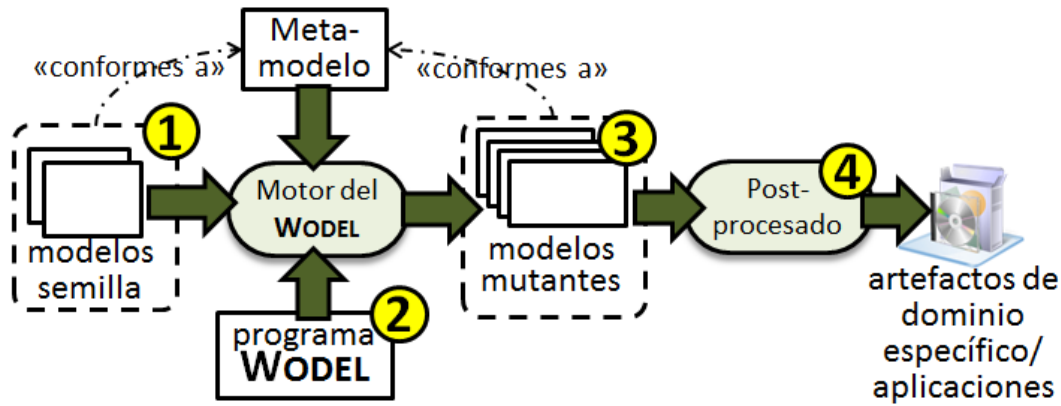 Meta-
modelo
«conformes a»
«conformes a»
1
modelos
semilla
Motor del
WODEL
2
programa
WODEL
3
modelos
mutantes
4
Post-
procesado
artefactos de
dominio
específico/
aplicaciones